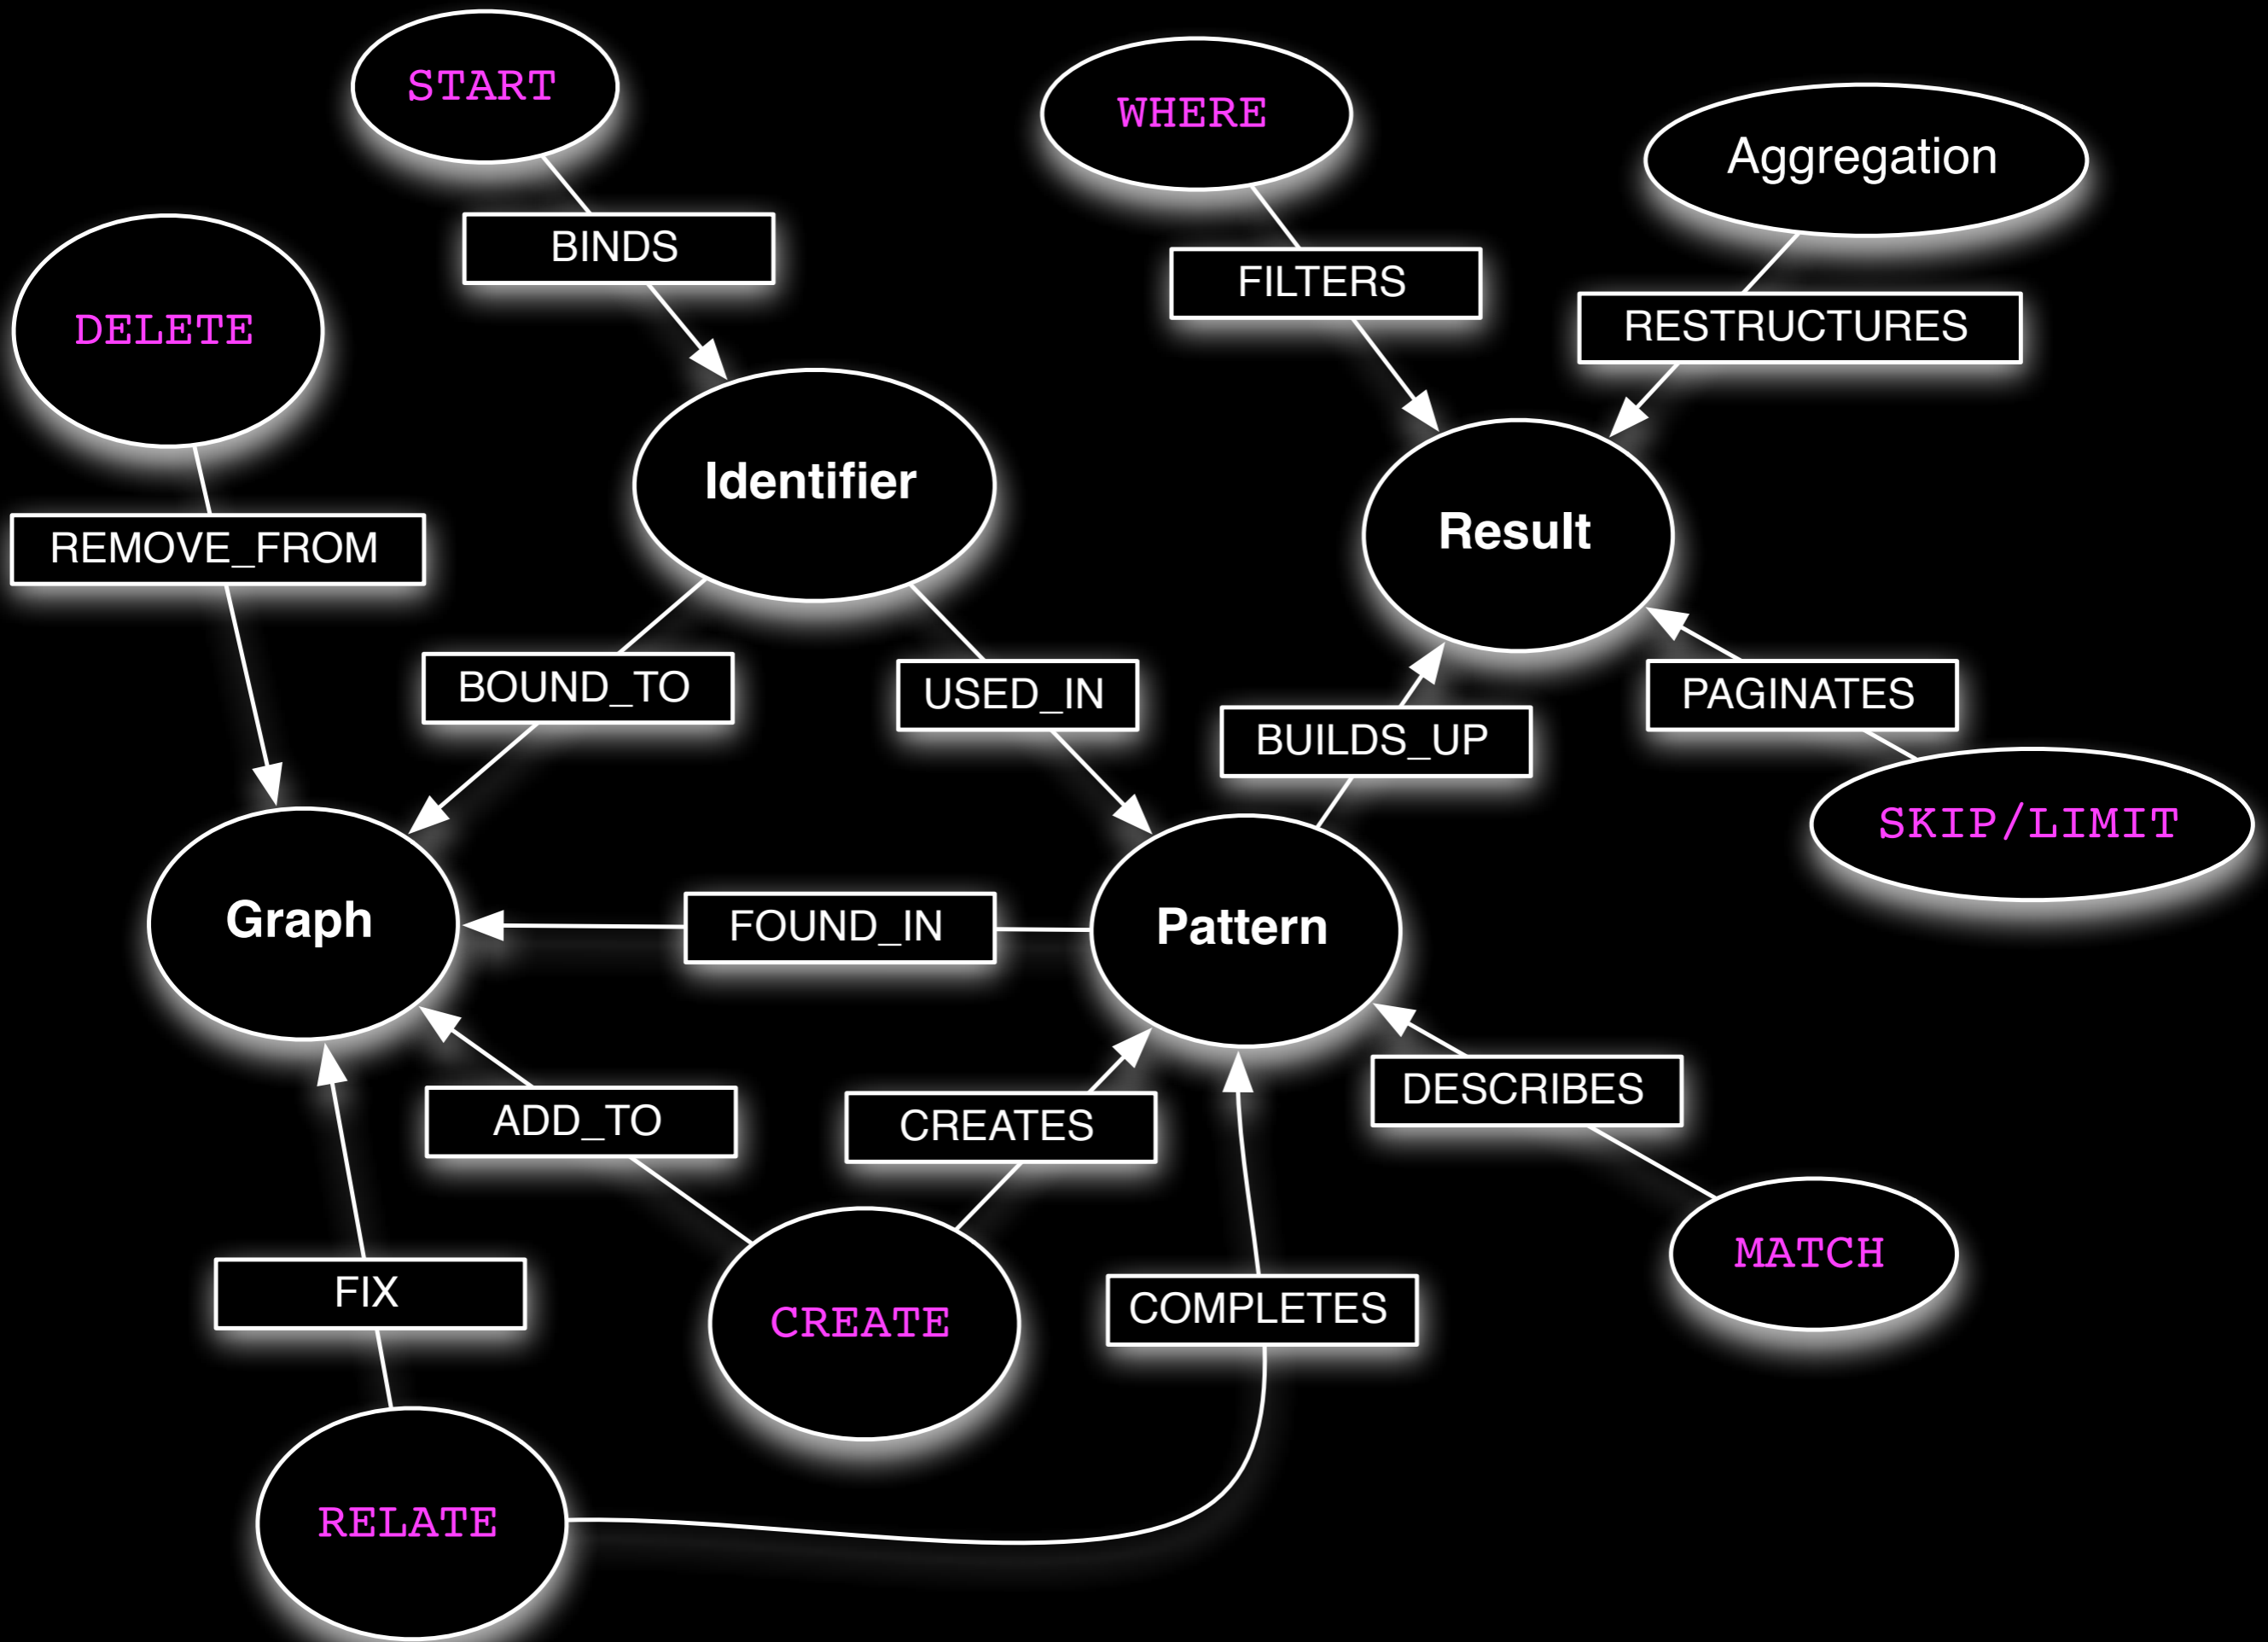 START
WHERE
Aggregation
BINDS
FILTERS
DELETE
RESTRUCTURES
Identifier
Result
REMOVE_FROM
BOUND_TO
USED_IN
PAGINATES
BUILDS_UP
SKIP/LIMIT
Graph
FOUND_IN
Pattern
DESCRIBES
ADD_TO
CREATES
MATCH
FIX
COMPLETES
CREATE
RELATE